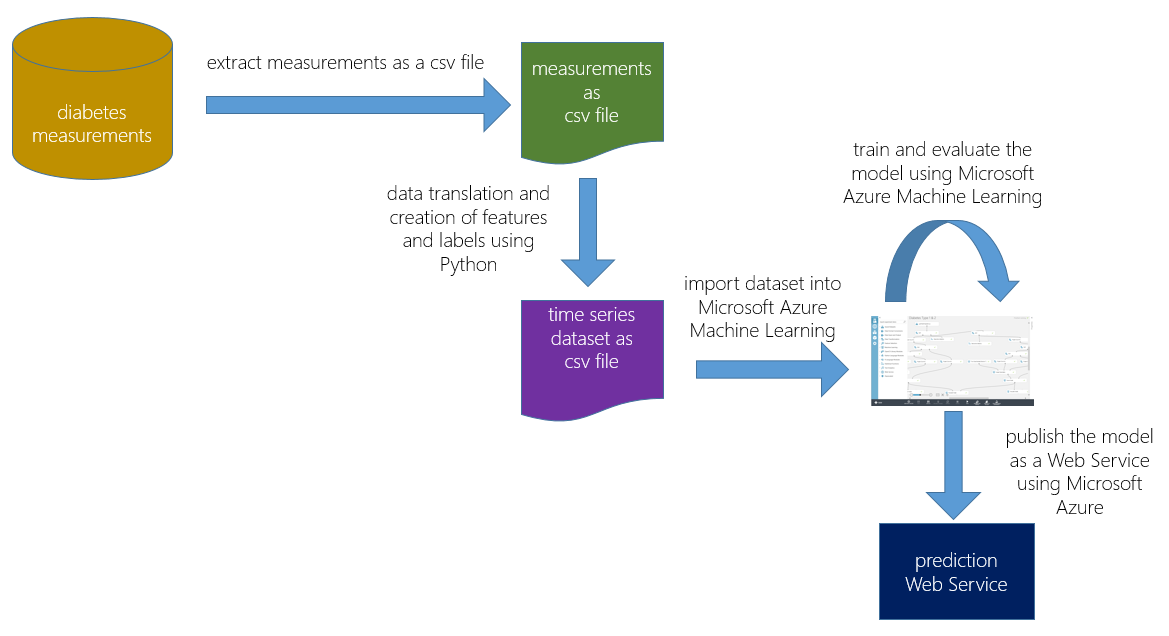 extract measurements as a csv file
diabetes
measurements
measurements
as
csv file
data translation and
creation of features
and labels using
Python
time series
dataset as
csv file
import dataset into
Microsoft Azure
Machine Learning
train and evaluate the
model using Microsoft
Azure Machine Learning
publish the model
as a Web Service
using Microsoft
Azure
prediction
Web Service